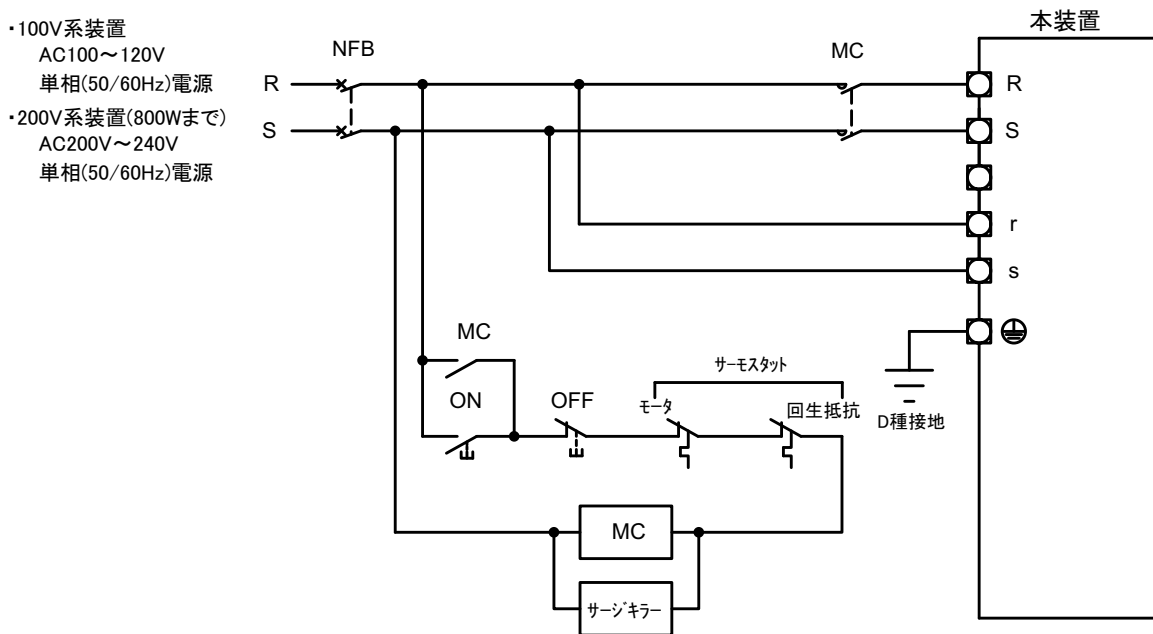 ・100V系装置
AC100～120V
単相(50/60Hz)電源
・200V系装置(800Wまで)
AC200V～240V
単相(50/60Hz)電源
本装置
NFB
MC
R
R
S
S
r
s
MC
ON
OFF
サーモスタット
モータ
回生抵抗
D種接地
MC
サージキラー